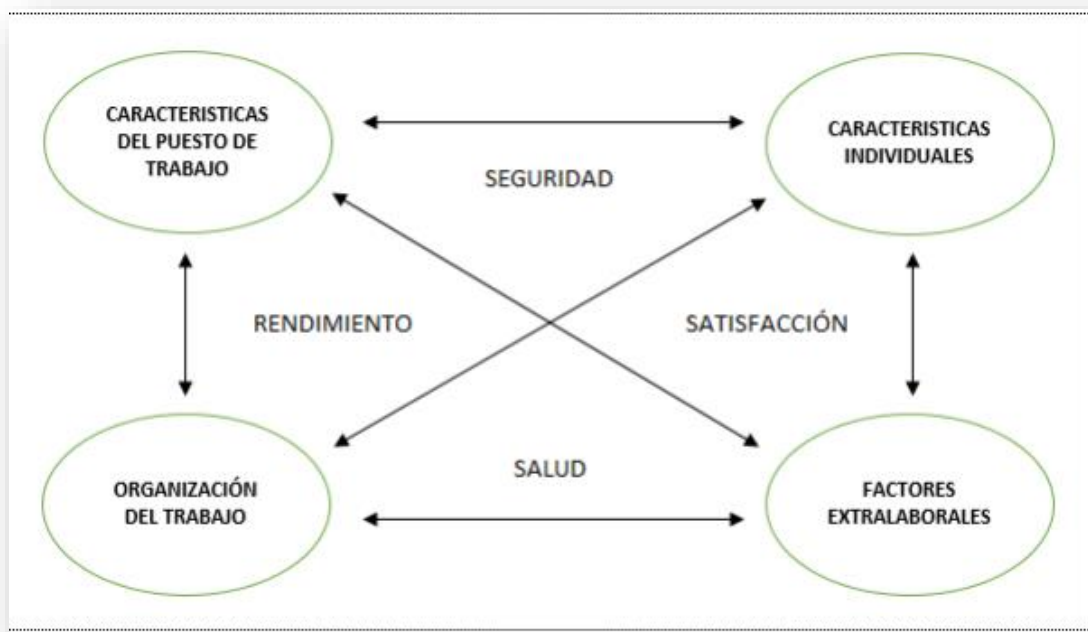 CARACTERISTICAS
DEL PUESTO DE
TRABAJO
CARACTERISTICAS
INDIVIDUALES
SEGURIDAD
RENDIMIENTO
SATISFACCIÓN
SALUD
ORGANIZACIÓN
DEL TRABAJO
FACTORES
EXTRALABORALES